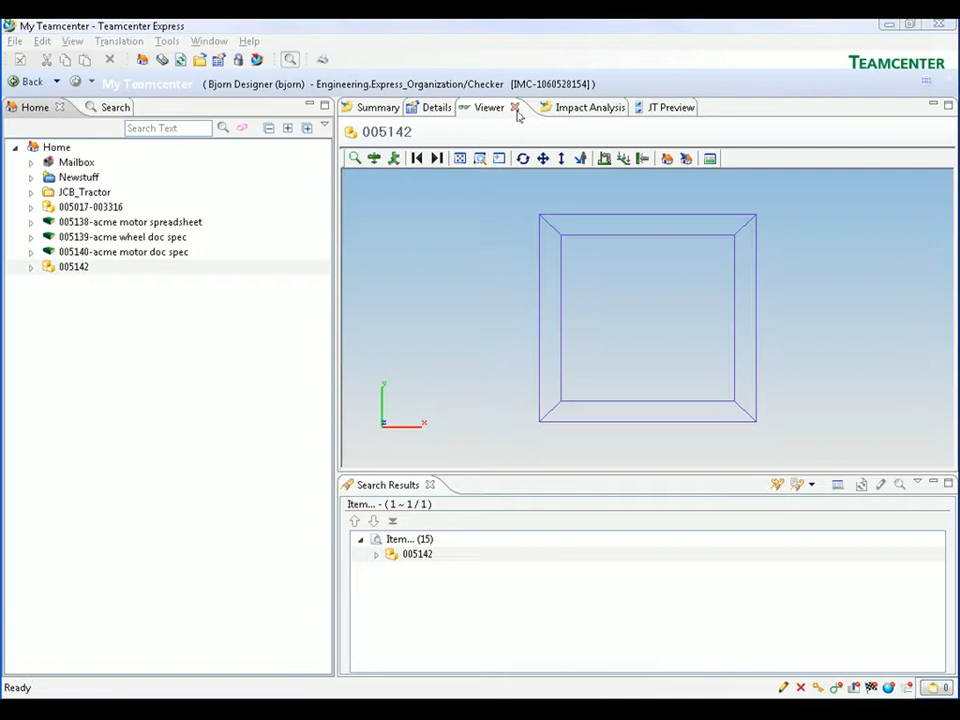 My Teamcenter - Teamcenter Express
File Edit View Translation Tools Window Help
TEAMCENTER
Back My Teamcenter ( Bjorn Designer (bjorn) - Engineering.Express_Organization/Checker [IMC-1060528154] )
Home Search Summary Details Viewer Impact Analysis JT Preview
Search Text
005142
Home
Mailbox
Newstuff
JCB_Tractor
005017-003316
005138-acme motor spreadsheet
005139-acme wheel doc spec
005140-acme motor doc spec
005142
y
x
z
Search Results
Item... - ( 1 ~ 1 / 1 )
Item... (15)
005142
Ready
0